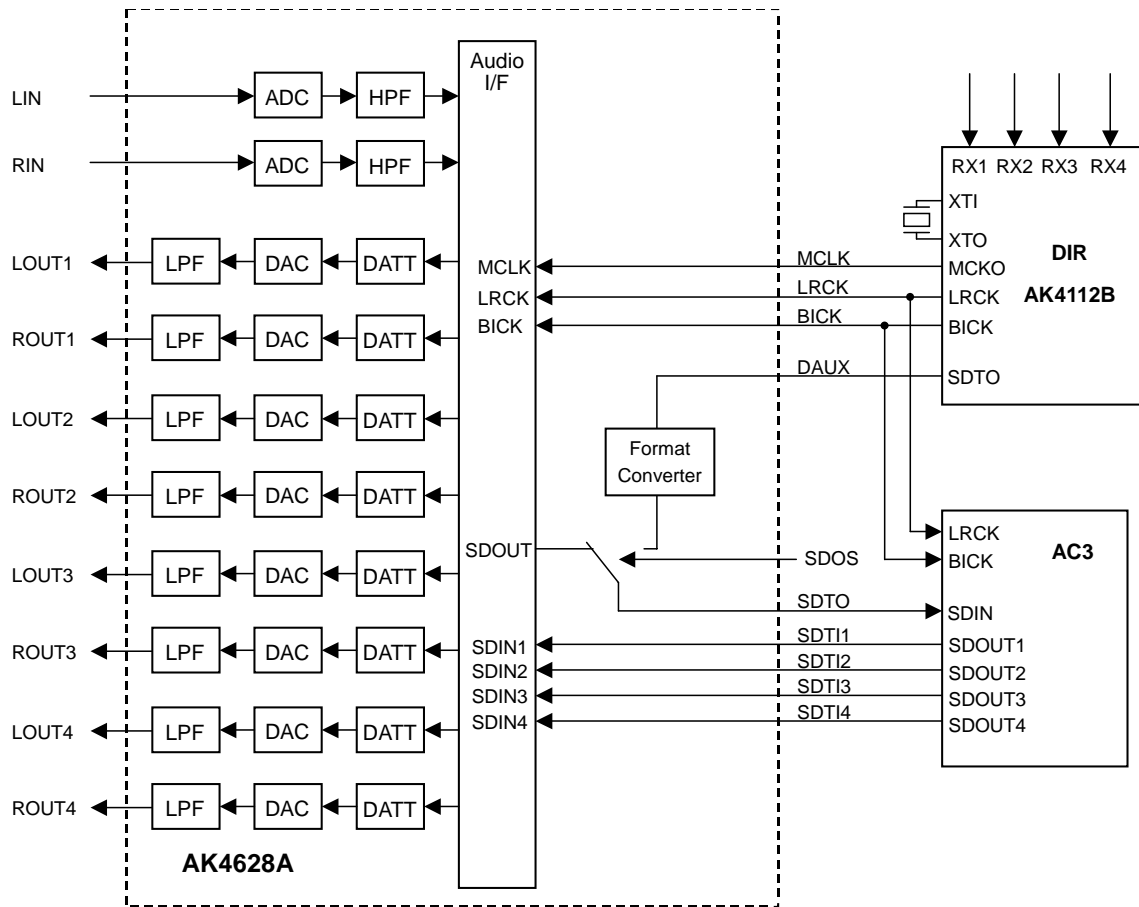 Audio
I/F
LIN
ADC
HPF
RIN
ADC
HPF
LOUT1
LPF
DAC
DATT
ROUT1
LPF
DAC
DATT
LOUT2
LPF
DAC
DATT
ROUT2
LPF
DAC
DATT
LOUT3
LPF
DAC
DATT
ROUT3
LPF
DAC
DATT
LOUT4
LPF
DAC
DATT
ROUT4
LPF
DAC
DATT
AK4628A
MCLK
LRCK
BICK
SDOUT
SDIN1
SDIN2
SDIN3
SDIN4
Format
Converter
MCLK
LRCK
BICK
DAUX
SDOS
SDTO
SDTI1
SDTI2
SDTI3
SDTI4
RX1
RX2
RX3
RX4
XTI
XTO
MCKO
LRCK
BICK
SDTO
DIR
AK4112B
LRCK
BICK
AC3
SDIN
SDOUT1
SDOUT2
SDOUT3
SDOUT4